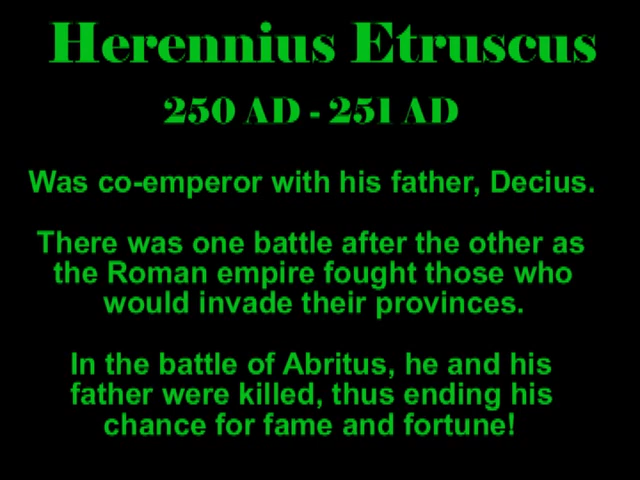 Herennius Etruscus
250 AD - 251 AD
Was co-emperor with his father, Decius.
There was one battle after the other as
the Roman empire fought those who
would invade their provinces.
In the battle of Abritus, he and his
father were killed, thus ending his
chance for fame and fortune!